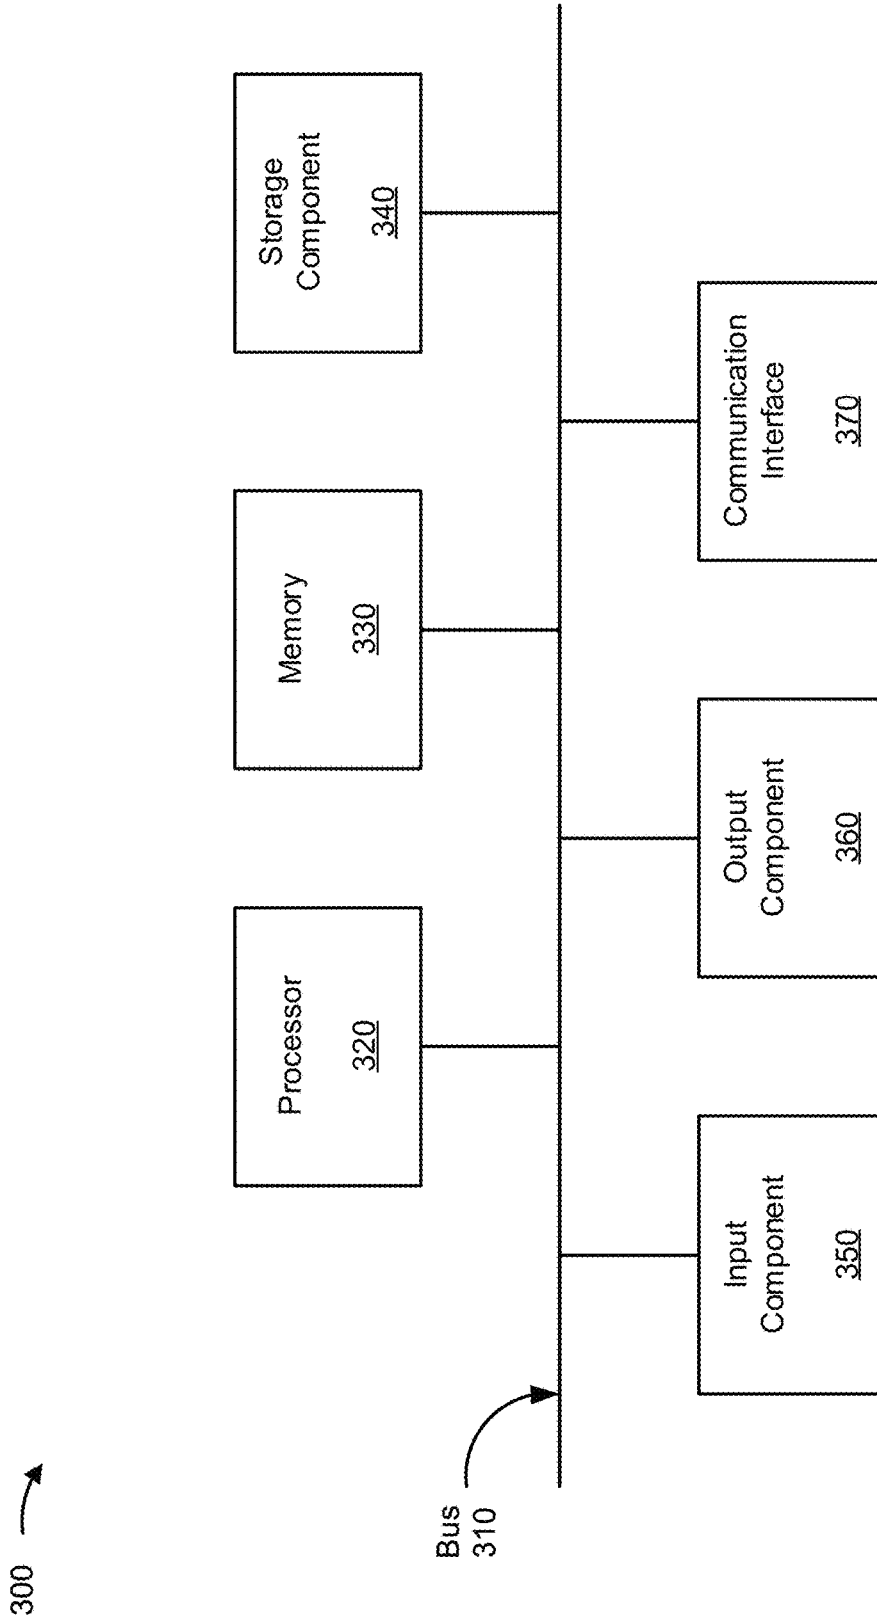 300
Processor
320
Memory
330
Storage
Component
340
Bus
310
Input
Component
350
Output
Component
360
Communication
Interface
370